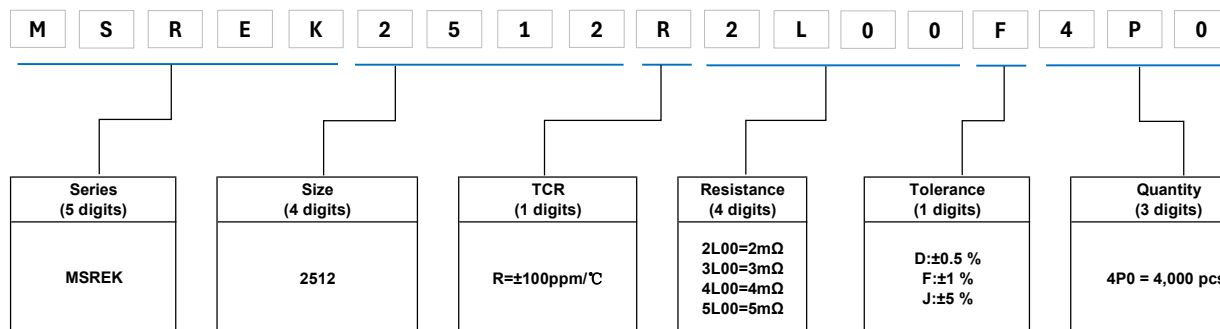 M S R E K 2 5 1 2 R 2 L 0 0 F 4 P 0
Series
(5 digits)
MSREK
Size
(4 digits)
2512
TCR
(1 digits)
R=±100ppm/℃
Resistance
(4 digits)
2L00=2mΩ
3L00=3mΩ
4L00=4mΩ
5L00=5mΩ
Tolerance
(1 digits)
D:±0.5 %
F:±1 %
J:±5 %
Quantity
(3 digits)
4P0 = 4,000 pcs